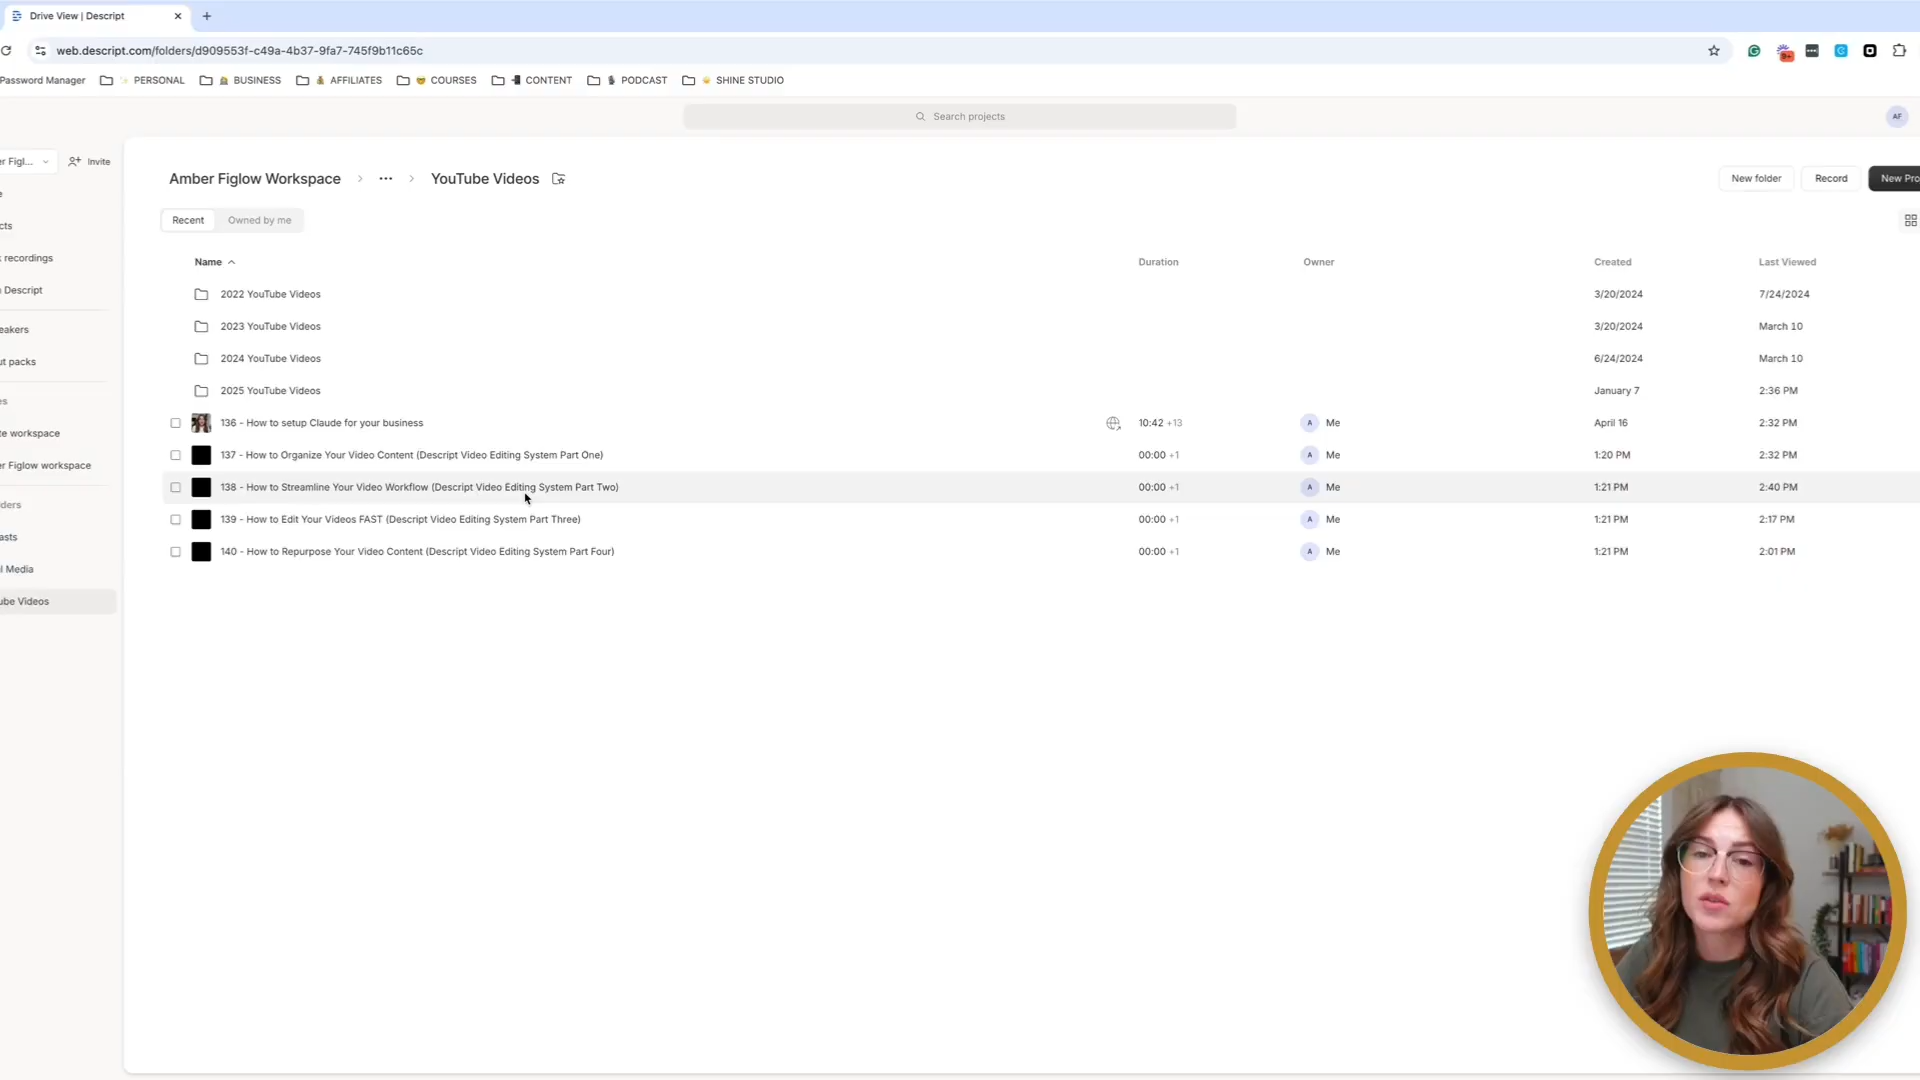 Drive View | Descript
web.descript.com/folders/d909553f-c49a-4b37-9fa7-745f9b11c65c
9+
Password Manager PERSONAL BUSINESS AFFILIATES COURSES CONTENT PODCAST SHINE STUDIO
Search projects
AF
er Figl... Invite
Amber Figlow Workspace > ... > YouTube Videos
New folder Record New Pro
e
Recent Owned by me
cts
recordings
Descript
eakers
ut packs
es
te workspace
er Figlow workspace
ders
asts
l Media
ube Videos
Name Duration Owner Created Last Viewed
2022 YouTube Videos 3/20/2024 7/24/2024
2023 YouTube Videos 3/20/2024 March 10
2024 YouTube Videos 6/24/2024 March 10
2025 YouTube Videos January 7 2:36 PM
136 - How to setup Claude for your business 10:42 +13 A Me April 16 2:32 PM
137 - How to Organize Your Video Content (Descript Video Editing System Part One) 00:00 +1 A Me 1:20 PM 2:32 PM
138 - How to Streamline Your Video Workflow (Descript Video Editing System Part Two) 00:00 +1 A Me 1:21 PM 2:40 PM
139 - How to Edit Your Videos FAST (Descript Video Editing System Part Three) 00:00 +1 A Me 1:21 PM 2:17 PM
140 - How to Repurpose Your Video Content (Descript Video Editing System Part Four) 00:00 +1 A Me 1:21 PM 2:01 PM